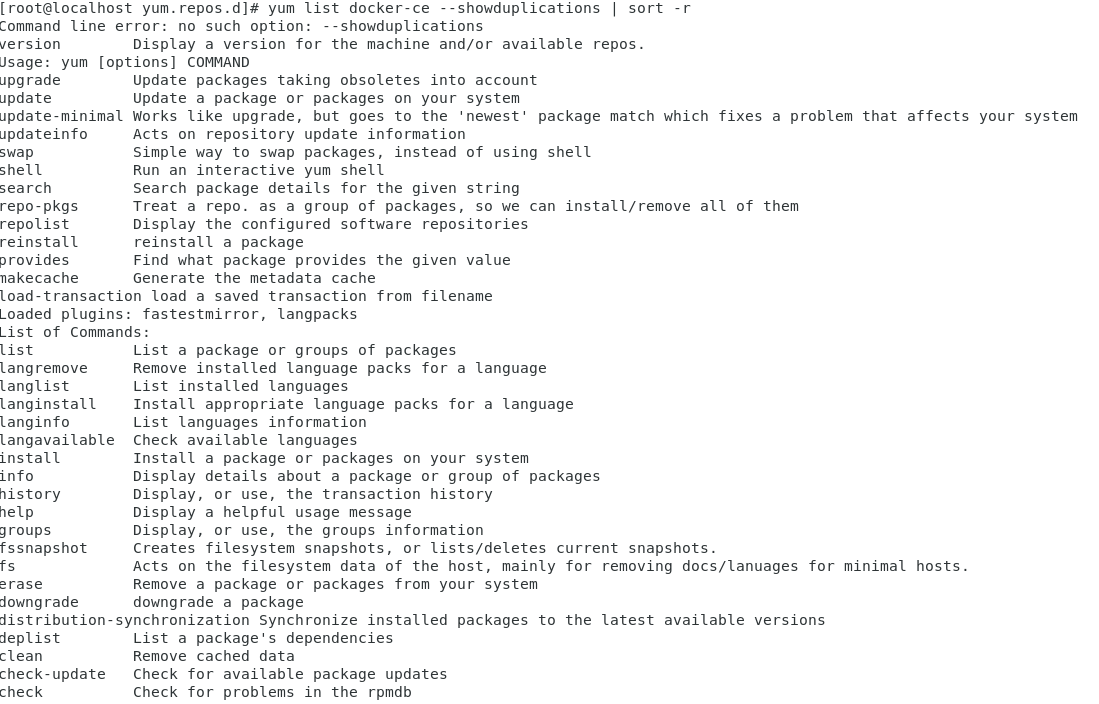 [root@localhost yum.repos.d]# yum list docker-ce --showduplications | sort -r
Command line error: no such option: --showduplications
version        Display a version for the machine and/or available repos.
Usage: yum [options] COMMAND
upgrade        Update packages taking obsoletes into account
update         Update a package or packages on your system
update-minimal Works like upgrade, but goes to the 'newest' package match which fixes a problem that affects your system
updateinfo     Acts on repository update information
swap           Simple way to swap packages, instead of using shell
shell          Run an interactive yum shell
search         Search package details for the given string
repo-pkgs      Treat a repo. as a group of packages, so we can install/remove all of them
repolist       Display the configured software repositories
reinstall      reinstall a package
provides       Find what package provides the given value
makecache      Generate the metadata cache
load-transaction load a saved transaction from filename
Loaded plugins: fastestmirror, langpacks
List of Commands:
list           List a package or groups of packages
langremove     Remove installed language packs for a language
langlist       List installed languages
langinstall    Install appropriate language packs for a language
langinfo       List languages information
langavailable  Check available languages
install        Install a package or packages on your system
info           Display details about a package or group of packages
history        Display, or use, the transaction history
help           Display a helpful usage message
groups         Display, or use, the groups information
fssnapshot     Creates filesystem snapshots, or lists/deletes current snapshots.
fs             Acts on the filesystem data of the host, mainly for removing docs/lanuages for minimal hosts.
erase          Remove a package or packages from your system
downgrade      downgrade a package
distribution-synchronization Synchronize installed packages to the latest available versions
deplist        List a package's dependencies
clean          Remove cached data
check-update   Check for available package updates
check          Check for problems in the rpmdb